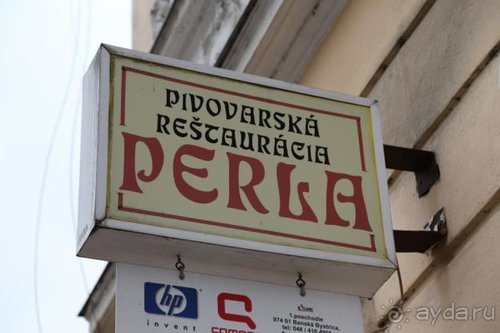 PIVOVARSKÁ
REŠTAURÁCIA
PERLA
hp
invent
1.poschodie
974 01 Banská Bystrica,
ayda.ru